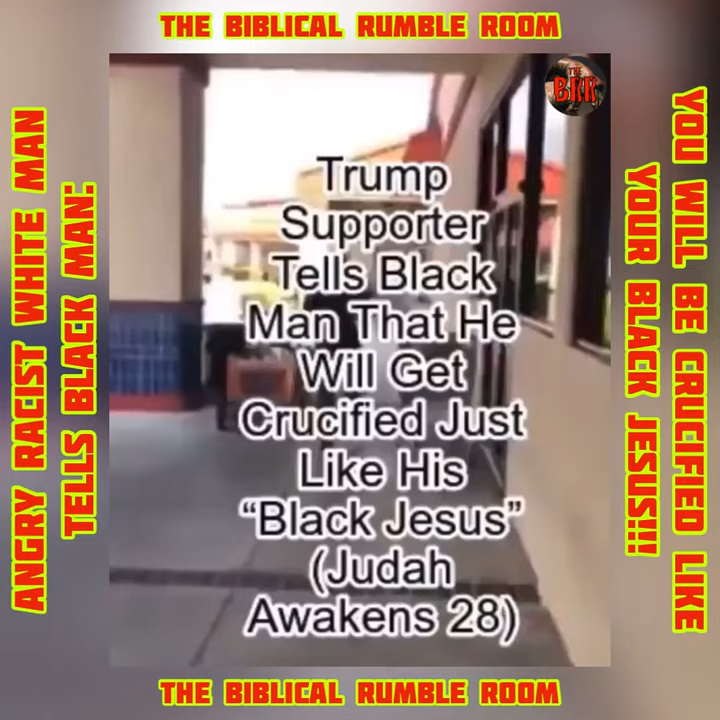 THE BIBLICAL RUMBLE ROOM
ANGRY RACIST WHITE MAN
TELLS BLACK MAN:
THE
BRR
Trump
Supporter
Tells Black
Man That He
Will Get
Crucified Just
Like His
“Black Jesus”
(Judah
Awakens 28)
YOU WILL BE CRUCIFIED LIKE
YOUR BLACK JESUS!!!
THE BIBLICAL RUMBLE ROOM